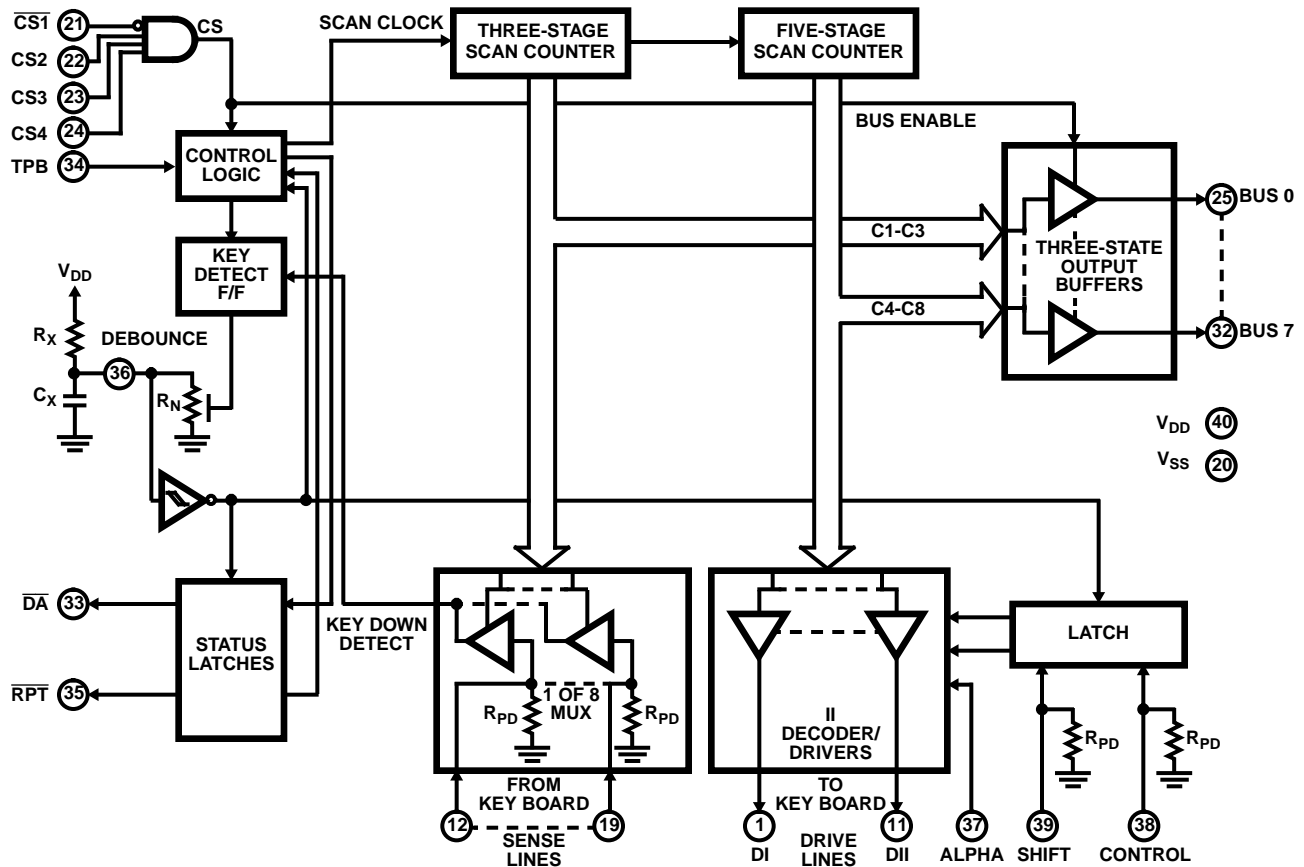 CS1
21
CS2
22
CS3
23
CS4
24
TPB
34
CS
SCAN CLOCK
THREE-STAGE
SCAN COUNTER
FIVE-STAGE
SCAN COUNTER
BUS ENABLE
CONTROL
LOGIC
KEY
DETECT
F/F
C1-C3
C4-C8
THREE-STATE
OUTPUT
BUFFERS
25
BUS 0
32
BUS 7
VDD
40
VSS
20
VDD
RX
DEBOUNCE
36
CX
RN
DA
33
RPT
35
STATUS
LATCHES
KEY DOWN
DETECT
1 OF 8
MUX
RPD
RPD
FROM
KEY BOARD
12
19
SENSE
LINES
II
DECODER/
DRIVERS
TO
KEY BOARD
1
11
DI
DRIVE
LINES
DII
LATCH
RPD
RPD
37
39
38
ALPHA
SHIFT
CONTROL